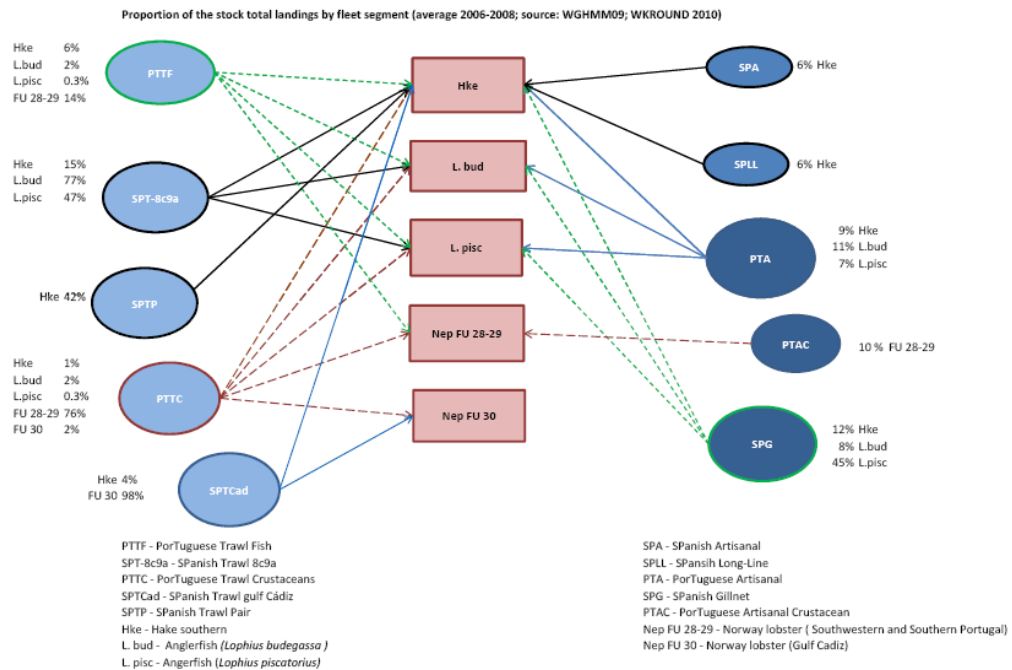 Proportion of the stock total landings by fleet segment (average 2006-2008; source: WGHMM09; WKROUND 2010)
Hke 6%
L.bud 2%
L.pisc 0.3%
FU 28-29 14%
PTTF
Hke
SPA
6% Hke
Hke 15%
L.bud 77%
L.pisc 47%
SPT-8c9a
L. bud
SPLL
6% Hke
L. pisc
PTA
9% Hke
11% L.bud
7% L.pisc
Hke 42%
SPTP
Nep FU 28-29
PTAC
10 % FU 28-29
Hke 1%
L.bud 2%
L.pisc 0.3%
FU 28-29 76%
FU 30 2%
PTTC
Nep FU 30
SPG
12% Hke
8% L.bud
45% L.pisc
Hke 4%
FU 30 98%
SPTCad
PTTF - PorTuguese Trawl Fish
SPT-8c9a - SPanish Trawl 8c9a
PTTC - PorTuguese Trawl Crustaceans
SPTCad - SPanish Trawl gulf Cádiz
SPTP - SPanish Trawl Pair
Hke - Hake southern
L. bud - Anglerfish (Lophius budegassa )
L. pisc - Angerfish (Lophius piscatorius)
SPA - SPanish Artisanal
SPLL - SPansih Long-Line
PTA - PorTuguese Artisanal
SPG - SPanish Gillnet
PTAC - PorTuguese Artisanal Crustacean
Nep FU 28-29 - Norway lobster ( Southwestern and Southern Portugal)
Nep FU 30 - Norway lobster (Gulf Cadiz)